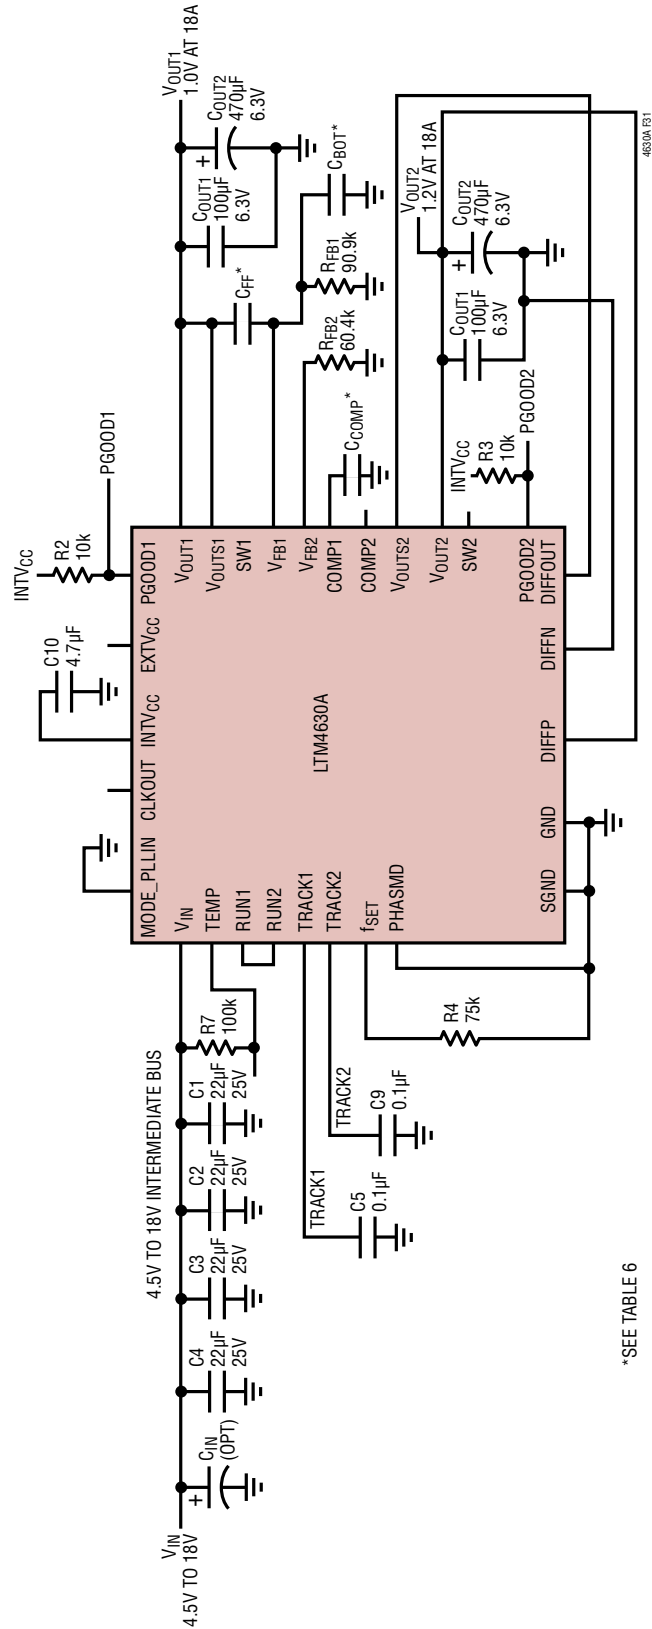 INTVCC
R2
10k
PGOOD1
C10
4.7µF
MODE_PLLIN
CLKOUT
INTVCC
EXTVCC
PGOOD1
VIN
4.5V TO 18V
CIN
(OPT)
+
C4
22µF
25V
C3
22µF
25V
C2
22µF
25V
C1
22µF
25V
4.5V TO 18V INTERMEDIATE BUS
R7
100k
VIN
TEMP
RUN1
RUN2
TRACK1
TRACK2
fSET
PHASMD
LTM4630A
VOUT1
VOUTS1
SW1
VFB1
VFB2
COMP1
COMP2
VOUTS2
VOUT2
SW2
PGOOD2
SGND
GND
DIFFP
DIFFN
DIFFOUT
TRACK1
C5
0.1µF
TRACK2
C9
0.1µF
R4
75k
VOUT1
1.0V AT 18A
COUT1
100µF
6.3V
COUT2
470µF
6.3V
+
CFF*
CBOT*
RFB1
90.9k
RFB2
60.4k
CCOMP*
VOUT2
1.2V AT 18A
COUT1
100µF
6.3V
COUT2
470µF
6.3V
+
INTVCC
R3
10k
PGOOD2
*SEE TABLE 6
4630A F31